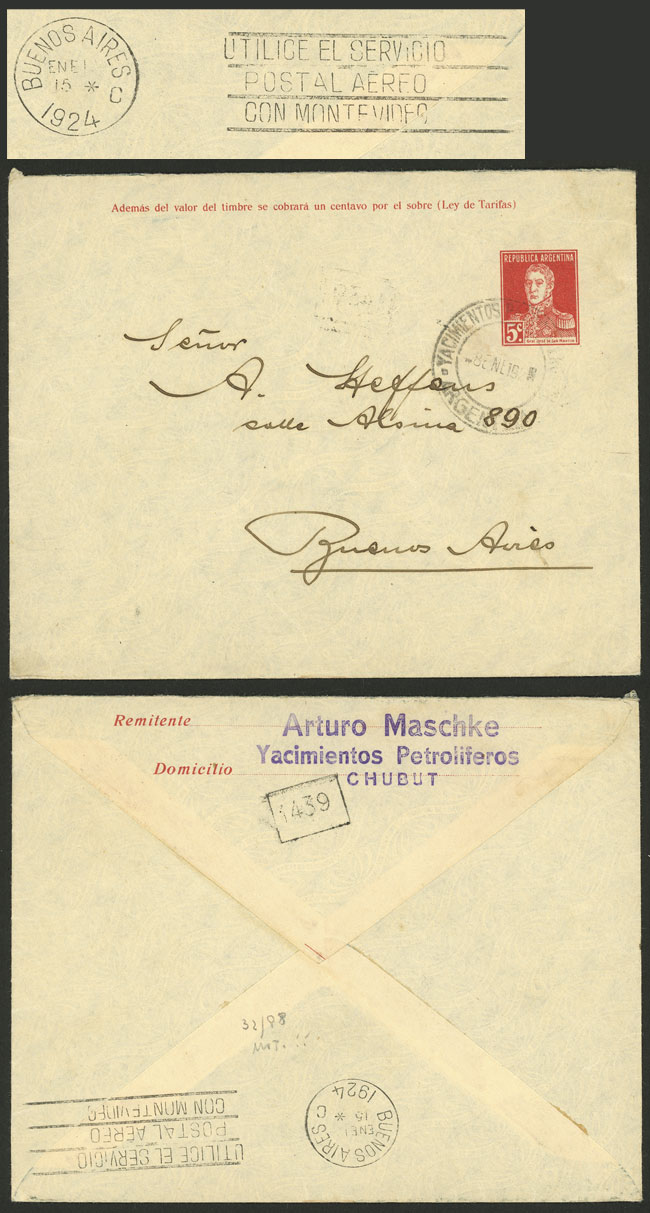 BUENOS AIRES C
ENE
15 *
1924
UTILICE EL SERVICIO
POSTAL AEREO
CON MONTEVIDEO
Además del valor del timbre se cobrará un centavo por el sobre (Ley de Tarifas)
REPUBLICA ARGENTINA
5c.
YACIMIENTOS
Señor
A. Steffens
calle Alsina 890
Buenos Aires
Remitente
Arturo Maschke
Domicilio
Yacimientos Petroliferos
CHUBUT
1439
32/98
UTILICE EL SERVICIO
POSTAL AEREO
CON MONTEVIDEO
BUENOS AIRES C
ENE
15 *
1924